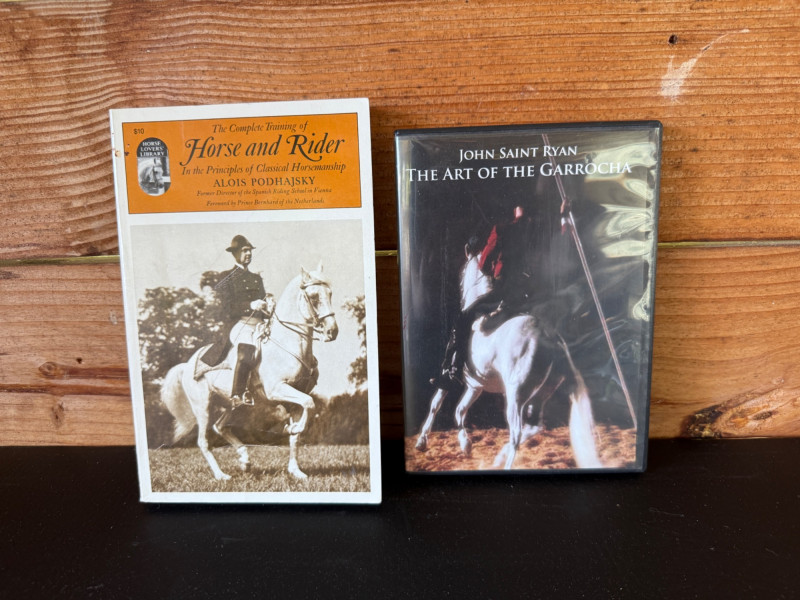 $10
HORSE
LOVERS'
LIBRARY
The Complete Training of
Horse and Rider
In the Principles of Classical Horsemanship
ALOIS PODHAJSKY
Former Director of the Spanish Riding School in Vienna
Foreword by Prince Bernhard of the Netherlands
JOHN SAINT RYAN
THE ART OF THE GARROCHA